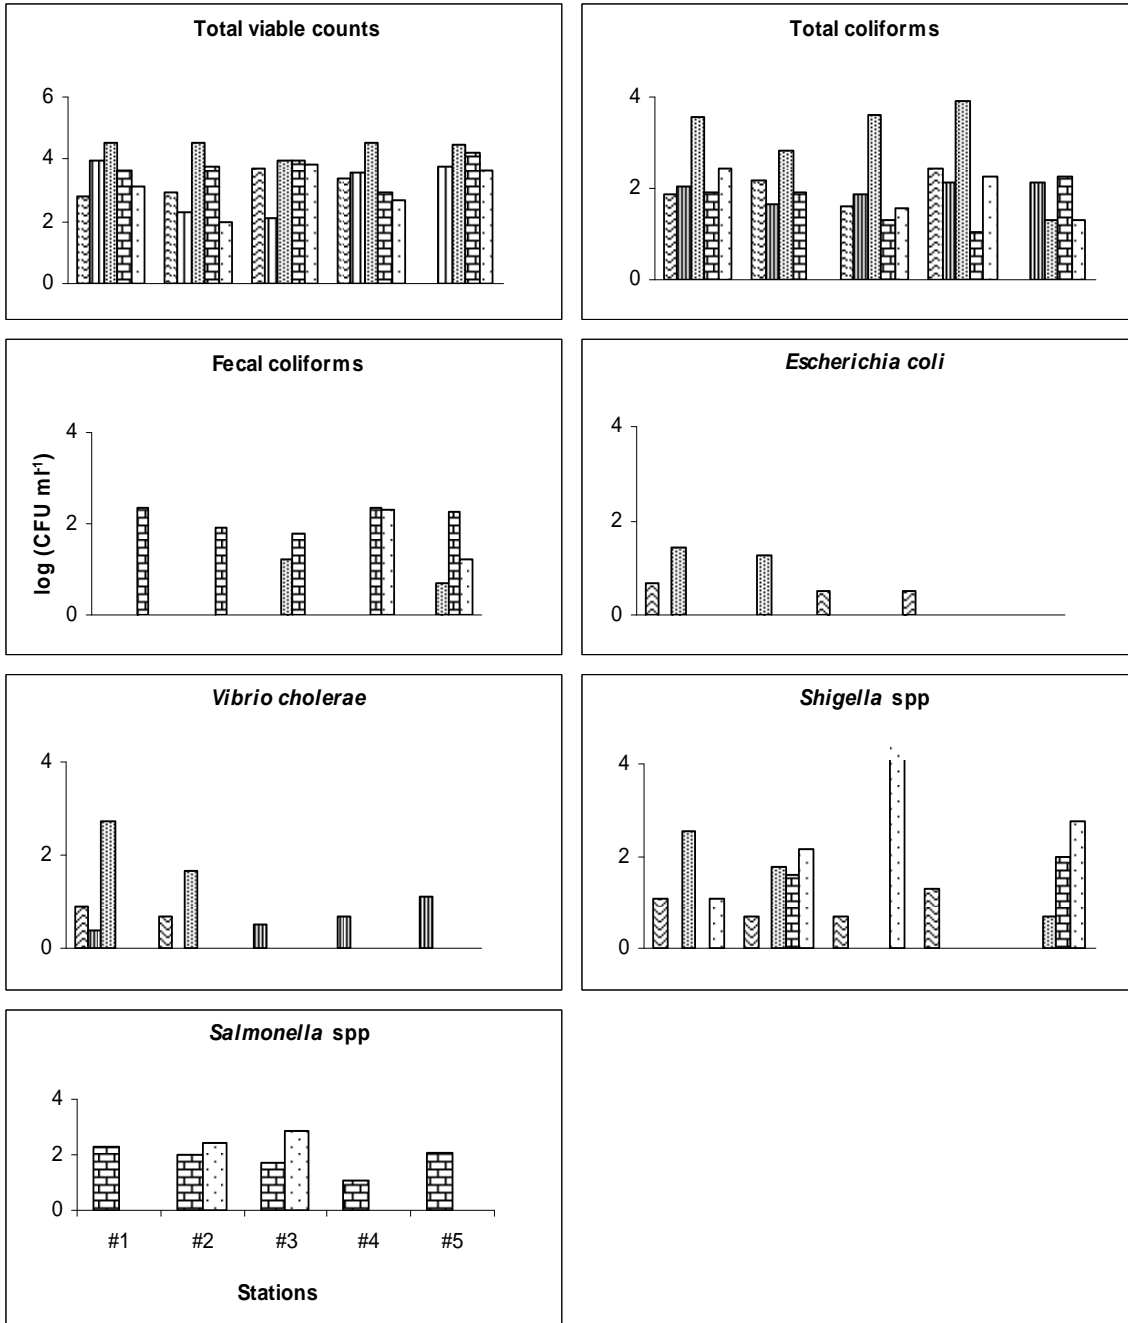 Total viable counts
6
4
2
0
Total coliforms
4
2
0
Fecal coliforms
log (CFU ml-1)
4
2
0
Escherichia coli
4
2
0
Vibrio cholerae
4
2
0
Shigella spp
4
2
0
Salmonella spp
4
2
0
#1 #2 #3 #4 #5
Stations